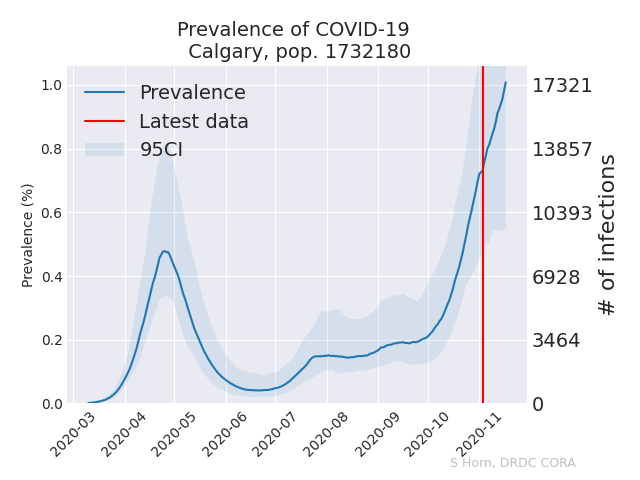 Prevalence of COVID-19
Calgary, pop. 1732180
Prevalence
Latest data
95CI
Prevalence (%)
1.0
0.8
0.6
0.4
0.2
0.0
17321
13857
10393
6928
3464
0
# of infections
2020-03
2020-04
2020-05
2020-06
2020-07
2020-08
2020-09
2020-10
2020-11
S Horn, DRDC CORA